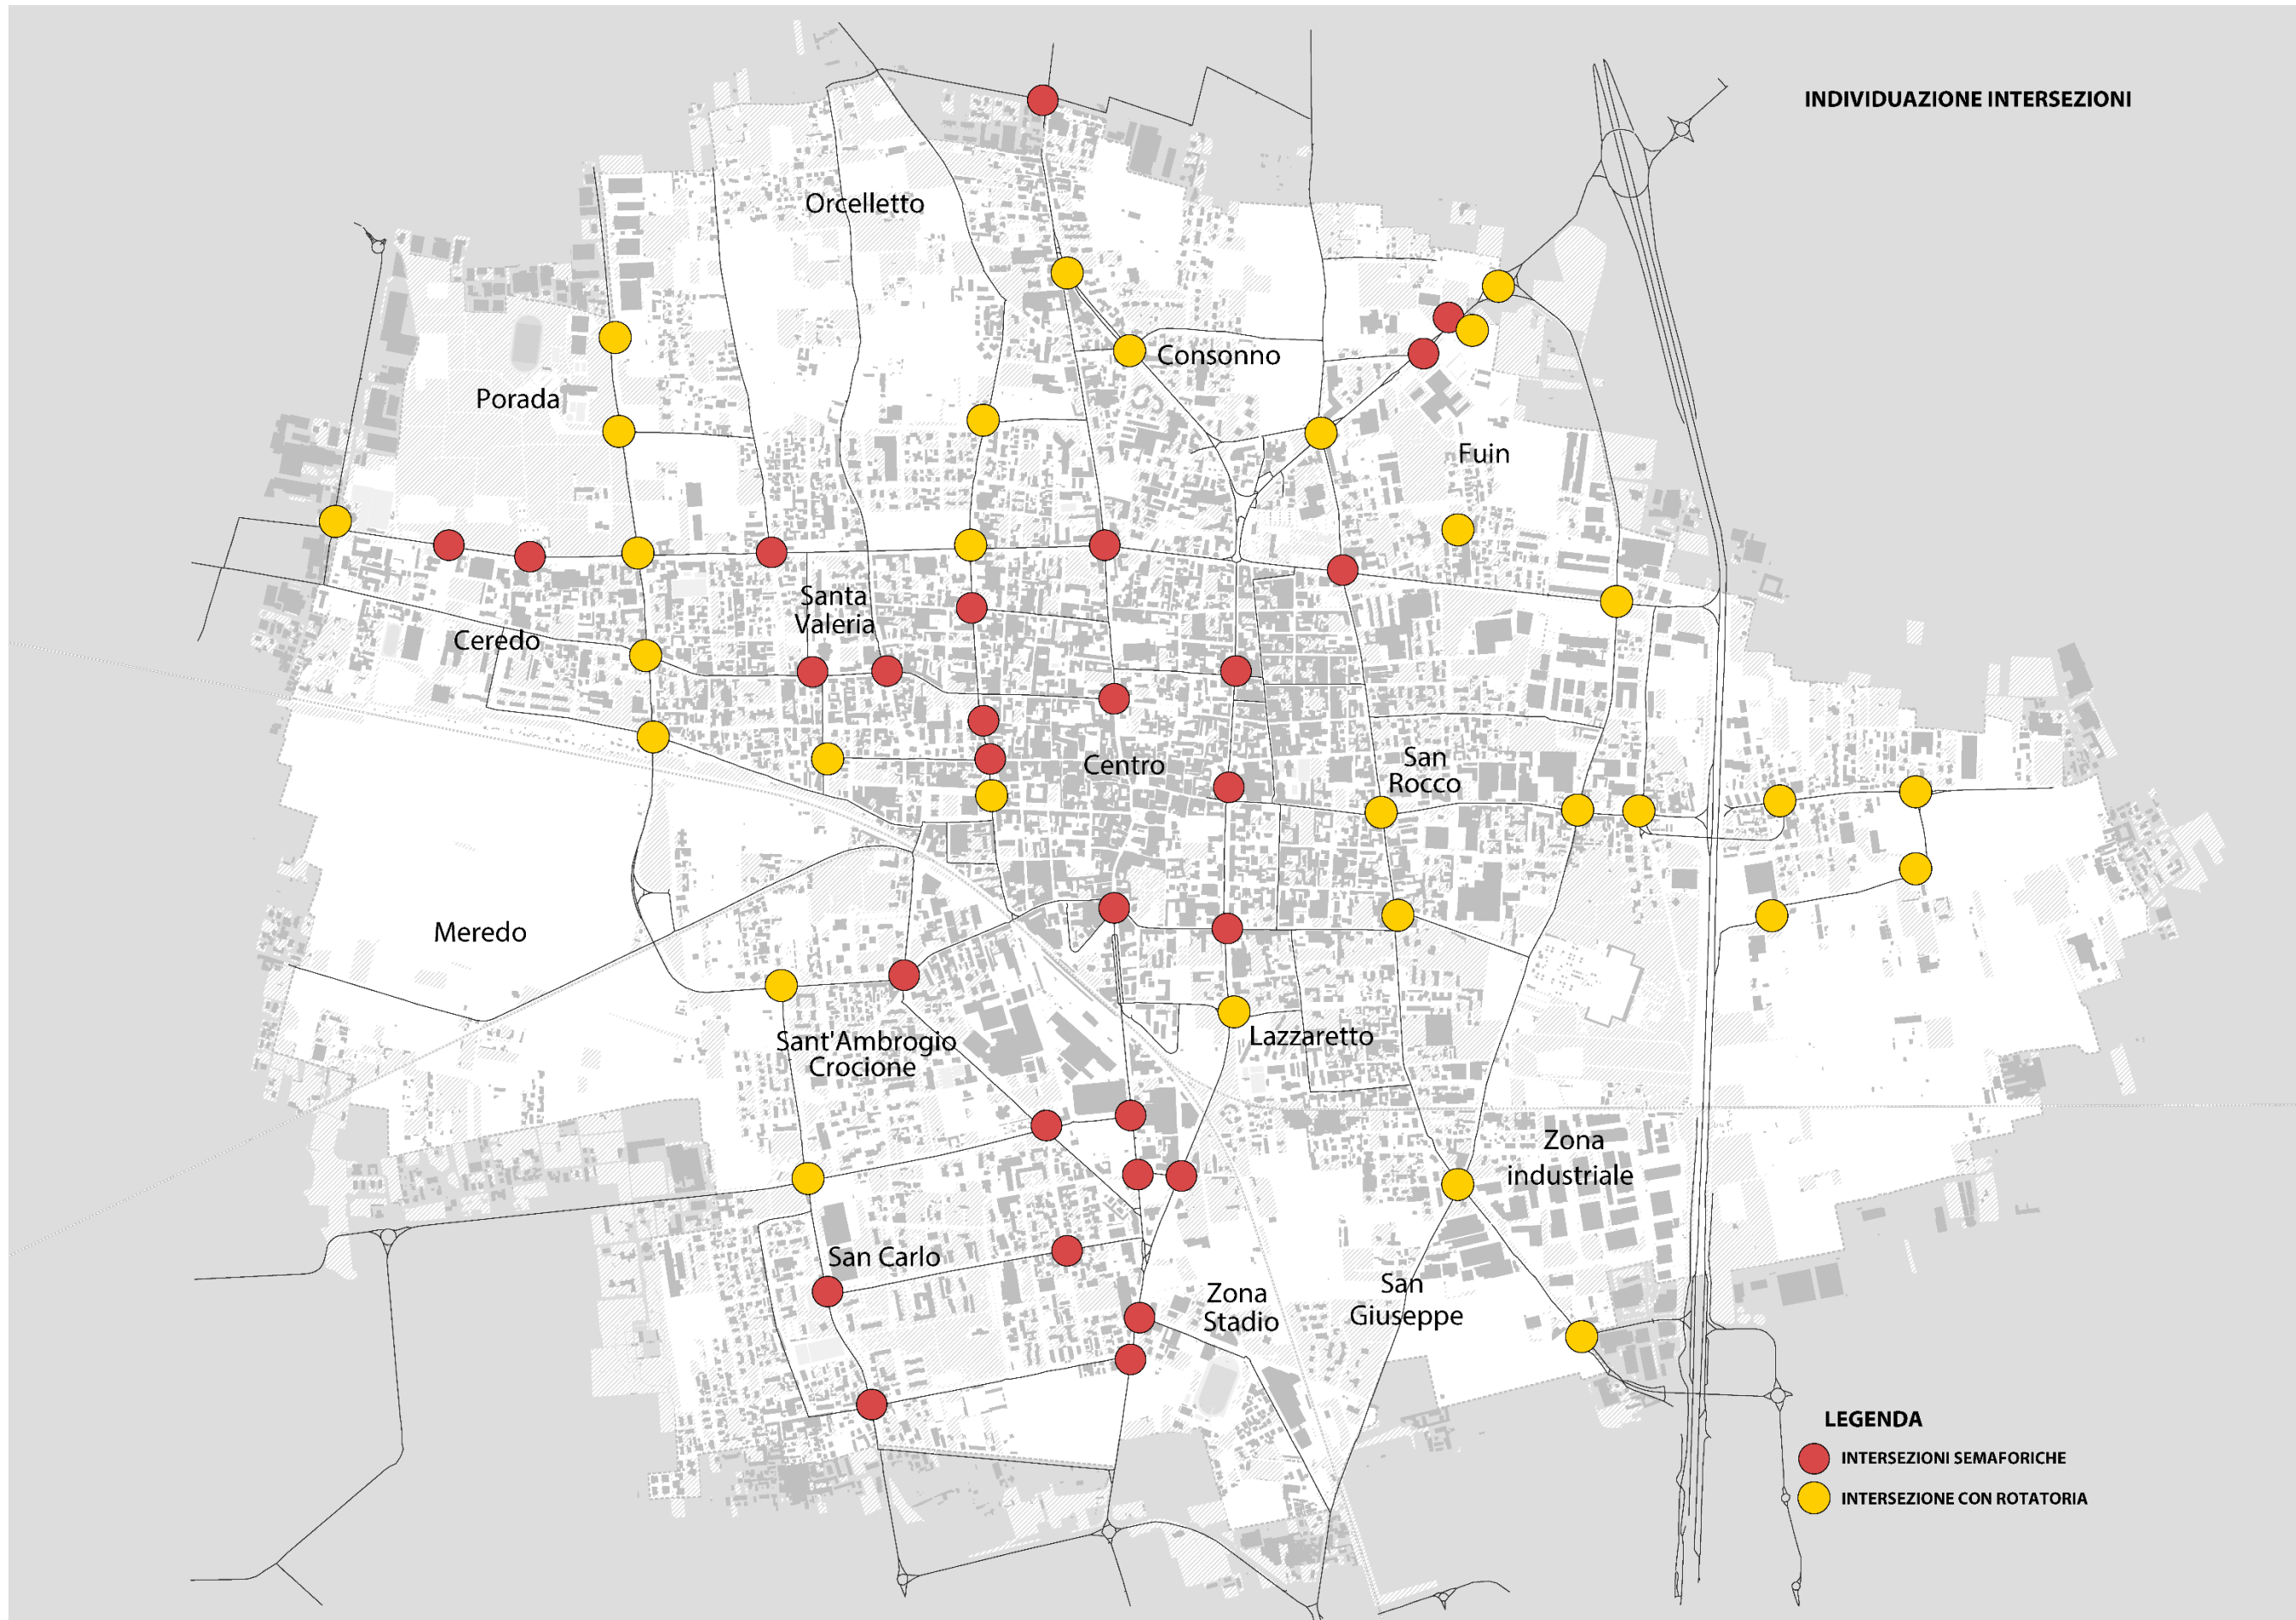 INDIVIDUAZIONE INTERSEZIONI
Orcelletto
Consonno
Porada
Fuin
Santa
Valeria
Ceredo
San
Rocco
Centro
Meredo
Lazzaretto
Sant'Ambrogio
Crocione
Zona
industriale
San Carlo
Zona
Stadio
San
Giuseppe
LEGENDA
INTERSEZIONI SEMAFORICHE
INTERSEZIONE CON ROTATORIA